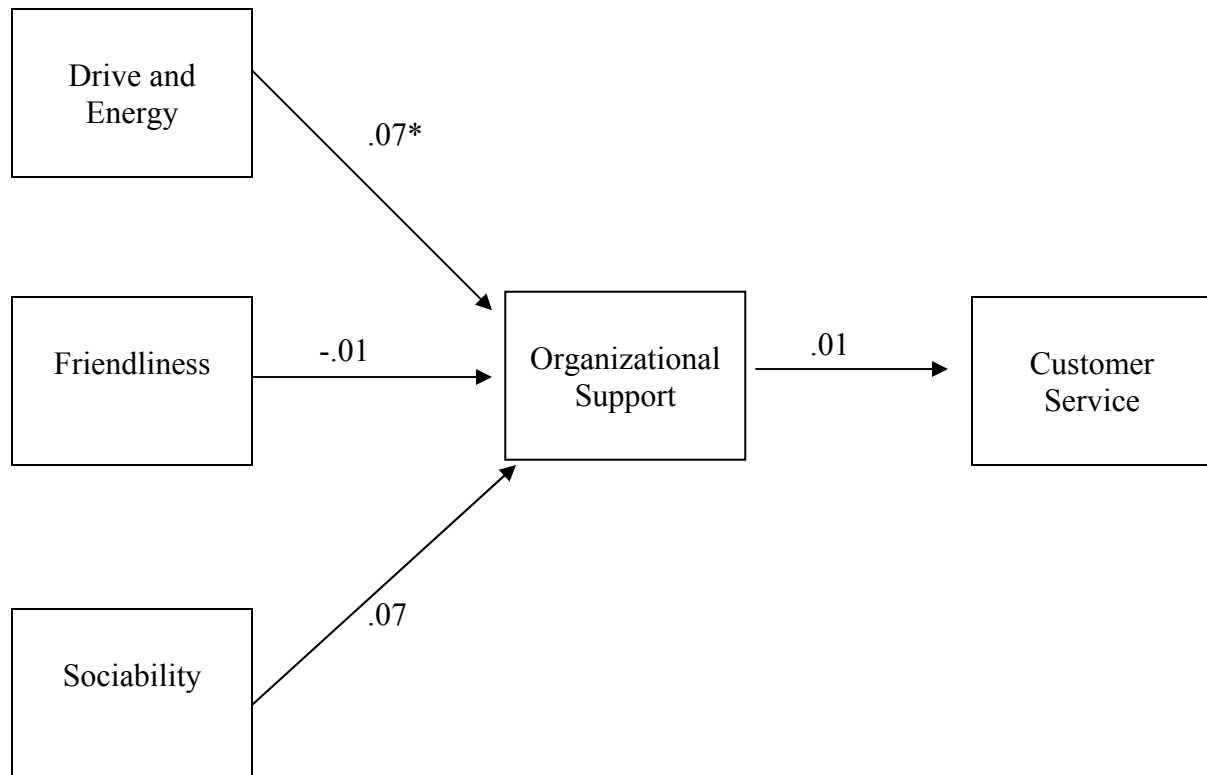 Drive and
Energy
.07*
Friendliness
-.01
Organizational
Support
.01
Customer
Service
.07
Sociability